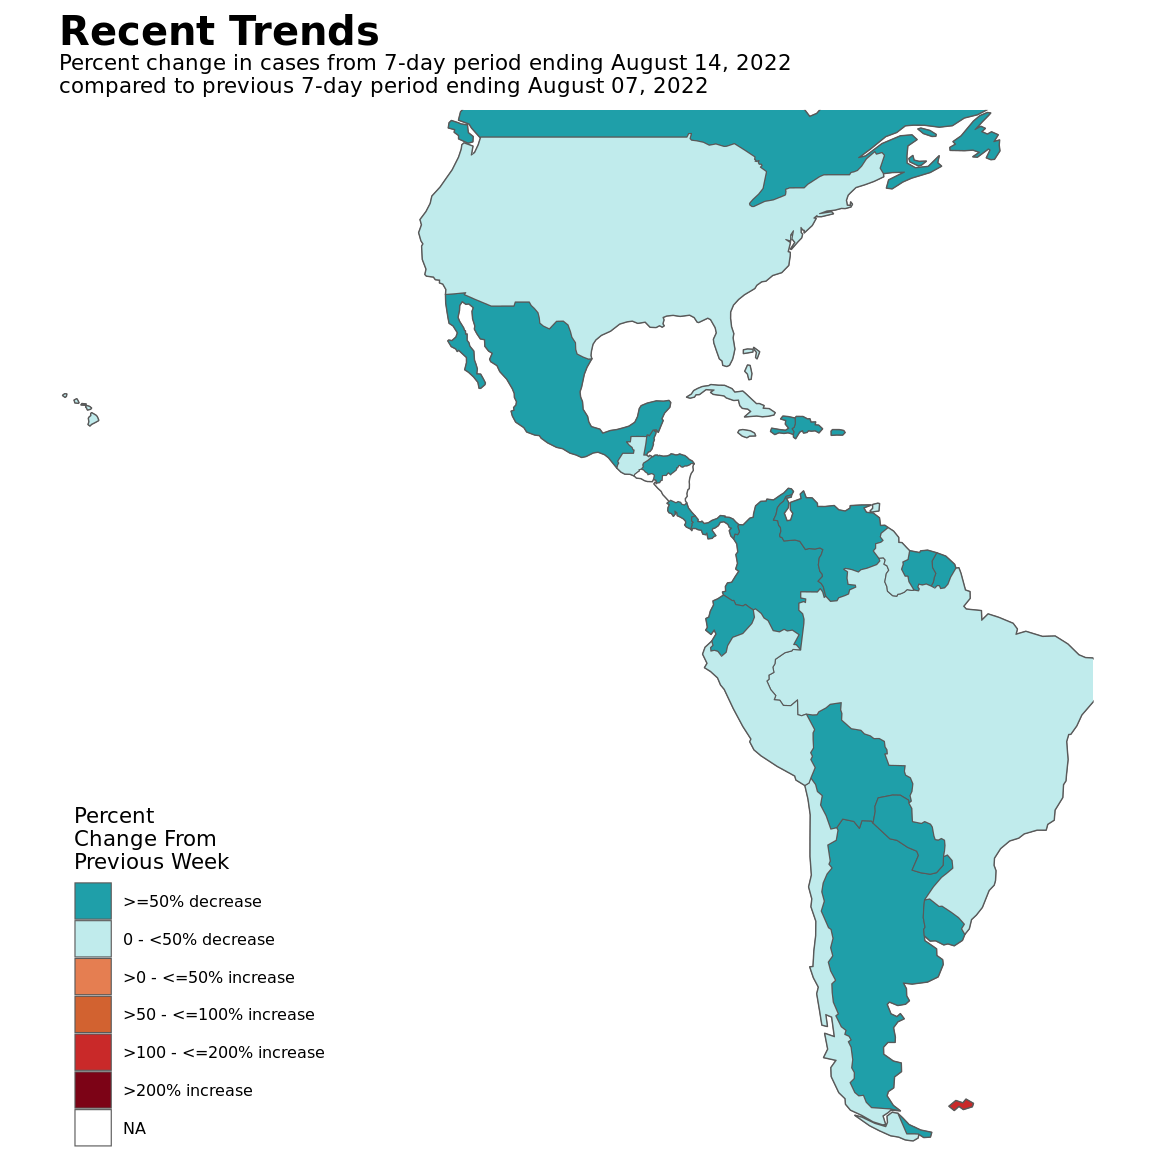 Recent Trends
Percent change in cases from 7-day period ending August 14, 2022
compared to previous 7-day period ending August 07, 2022
Percent
Change From
Previous Week
>=50% decrease
0 - <50% decrease
>0 - <=50% increase
>50 - <=100% increase
>100 - <=200% increase
>200% increase
NA